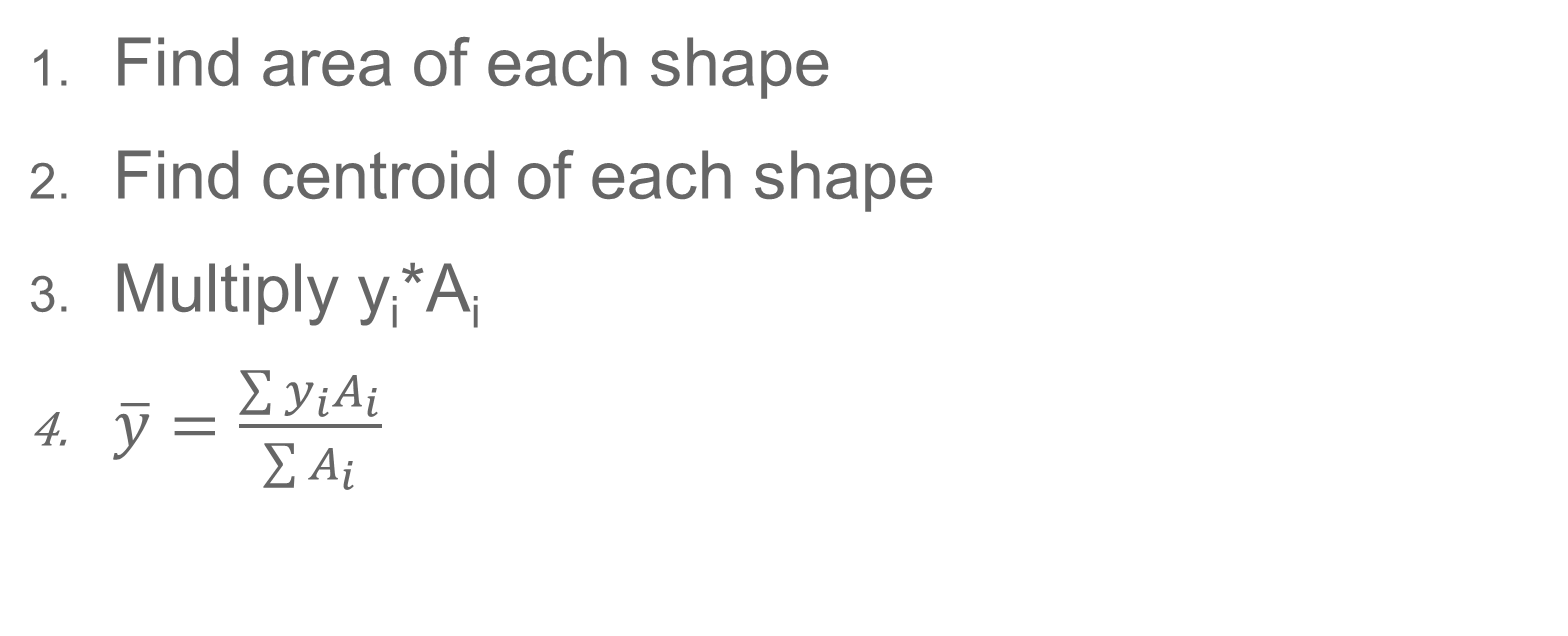 1. Find area of each shape
2. Find centroid of each shape
3. Multiply yᵢ*Aᵢ
4. ȳ = ∑ yᵢAᵢ / ∑ Aᵢ